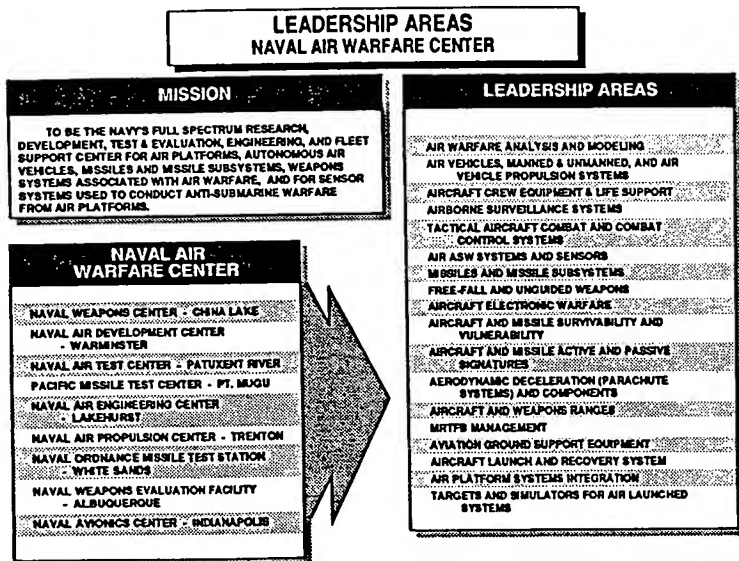 LEADERSHIP AREAS
NAVAL AIR WARFARE CENTER
MISSION
TO BE THE NAVY'S FULL SPECTRUM RESEARCH,
DEVELOPMENT, TEST & EVALUATION, ENGINEERING, AND FLEET
SUPPORT CENTER FOR AIR PLATFORMS, AUTONOMOUS AIR
VEHICLES, MISSILES AND MISSILE SUBSYSTEMS, WEAPONS
SYSTEMS ASSOCIATED WITH AIR WARFARE, AND FOR SENSOR
SYSTEMS USED TO CONDUCT ANTI-SUBMARINE WARFARE
FROM AIR PLATFORMS.
NAVAL AIR
WARFARE CENTER
NAVAL WEAPONS CENTER - CHINA LAKE
NAVAL AIR DEVELOPMENT CENTER
- WARMINSTER
NAVAL AIR TEST CENTER - PATUXENT RIVER
PACIFIC MISSILE TEST CENTER - PT. MUGU
NAVAL AIR ENGINEERING CENTER
- LAKEHURST
NAVAL AIR PROPULSION CENTER - TRENTON
NAVAL ORDNANCE MISSILE TEST STATION
- WHITE SANDS
NAVAL WEAPONS EVALUATION FACILITY
- ALBUQUERQUE
NAVAL AVIONICS CENTER - INDIANAPOLIS
LEADERSHIP AREAS
AIR WARFARE ANALYSIS AND MODELING
AIR VEHICLES, MANNED & UNMANNED, AND AIR
VEHICLE PROPULSION SYSTEMS
AIRCRAFT CREW EQUIPMENT & LIFE SUPPORT
AIRBORNE SURVEILLANCE SYSTEMS
TACTICAL AIRCRAFT COMBAT AND COMBAT
CONTROL SYSTEMS
AIR ASW SYSTEMS AND SENSORS
MISSILES AND MISSILE SUBSYSTEMS
FREE-FALL AND UNGUIDED WEAPONS
AIRCRAFT ELECTRONIC WARFARE
AIRCRAFT AND MISSILE SURVIVABILITY AND
VULNERABILITY
AIRCRAFT AND MISSILE ACTIVE AND PASSIVE
SIGNATURES
AERODYNAMIC DECELERATION (PARACHUTE
SYSTEMS) AND COMPONENTS
AIRCRAFT AND WEAPONS RANGES
MRTFB MANAGEMENT
AVIATION GROUND SUPPORT EQUIPMENT
AIRCRAFT LAUNCH AND RECOVERY SYSTEM
AIR PLATFORM SYSTEMS INTEGRATION
TARGETS AND SIMULATORS FOR AIR LAUNCHED
SYSTEMS